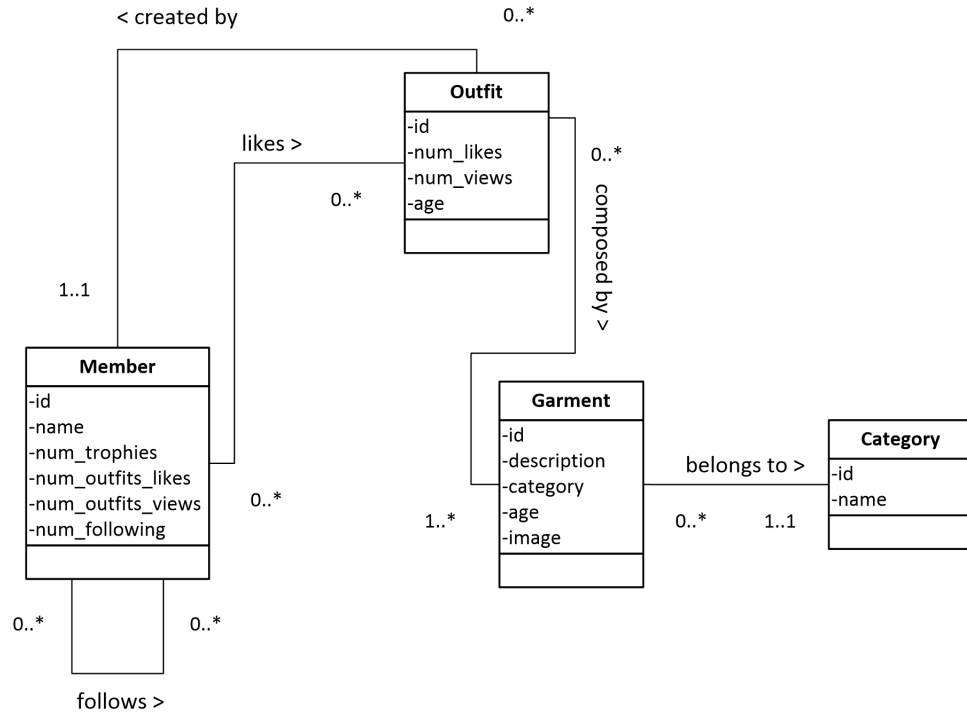 < created by
0..*
Outfit
-id
-num_likes
-num_views
-age
likes >
0..*
0..*
composed by >
1..1
Member
-id
-name
-num_trophies
-num_outfits_likes
-num_outfits_views
-num_following
0..*
Garment
-id
-description
-category
-age
-image
1..*
belongs to >
0..*
1..1
Category
-id
-name
0..*
0..*
follows >